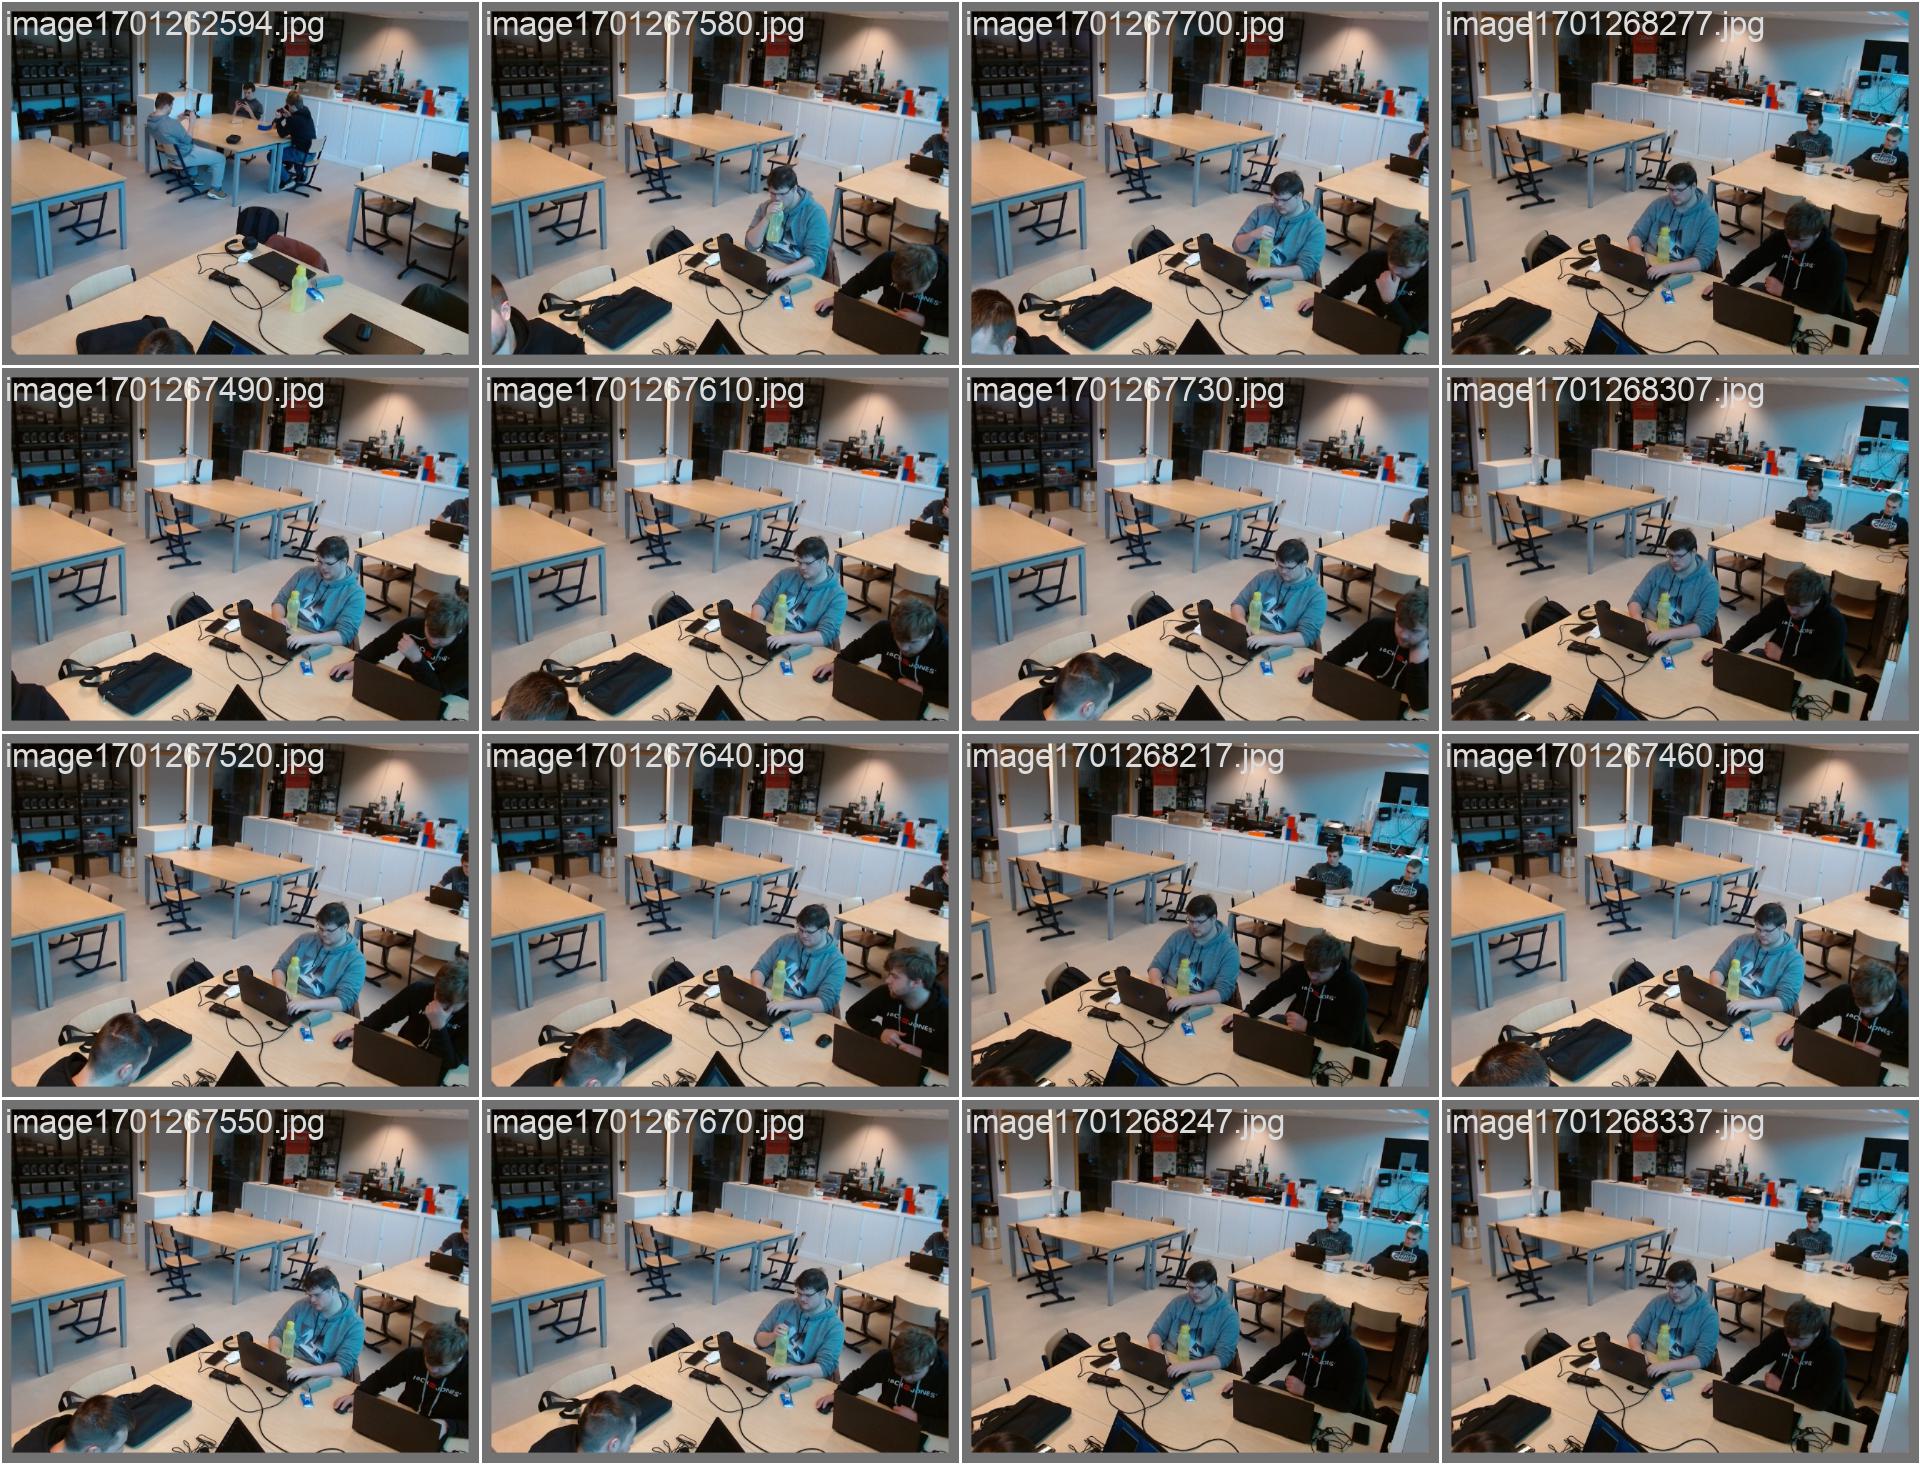 image1701262594.jpg
image1701267580.jpg
image1701267700.jpg
image1701268277.jpg
image1701267490.jpg
image1701267610.jpg
image1701267730.jpg
image1701268307.jpg
image1701267520.jpg
image1701267640.jpg
image1701268217.jpg
image1701267460.jpg
image1701267550.jpg
image1701267670.jpg
image1701268247.jpg
image1701268337.jpg